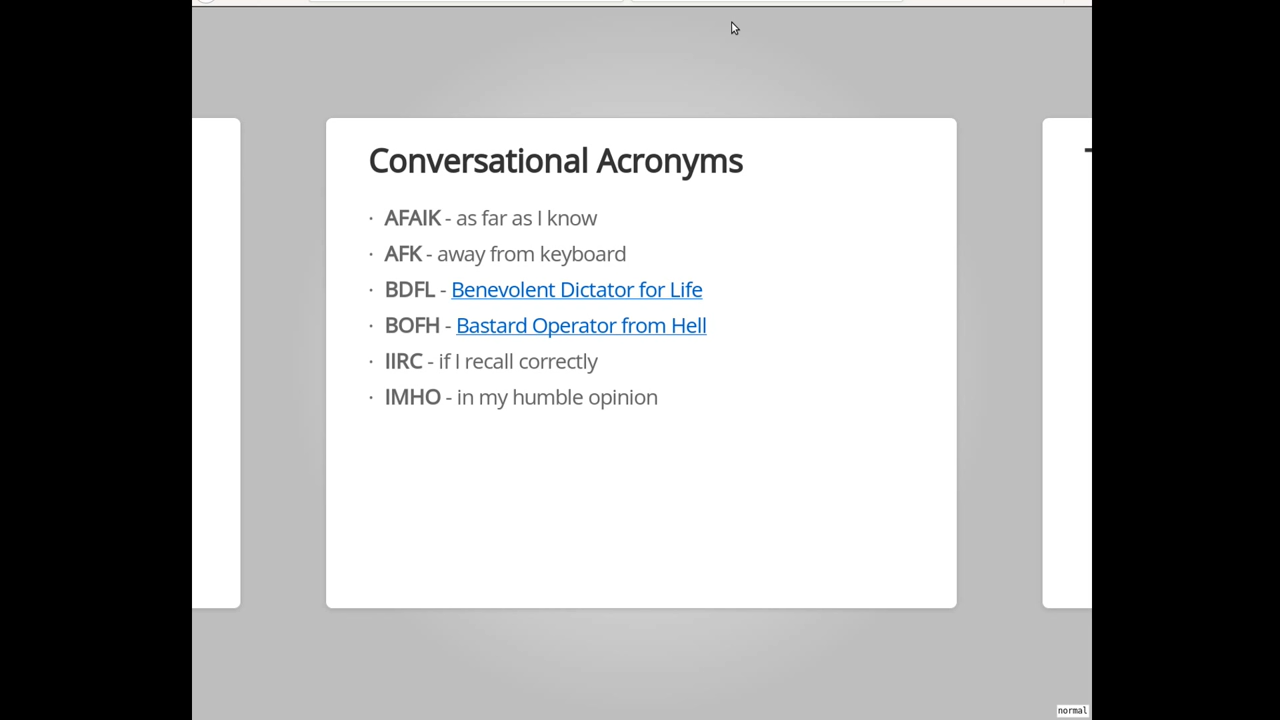 Conversational Acronyms
· AFAIK - as far as I know
· AFK - away from keyboard
· BDFL - Benevolent Dictator for Life
· BOFH - Bastard Operator from Hell
· IIRC - if I recall correctly
· IMHO - in my humble opinion
normal